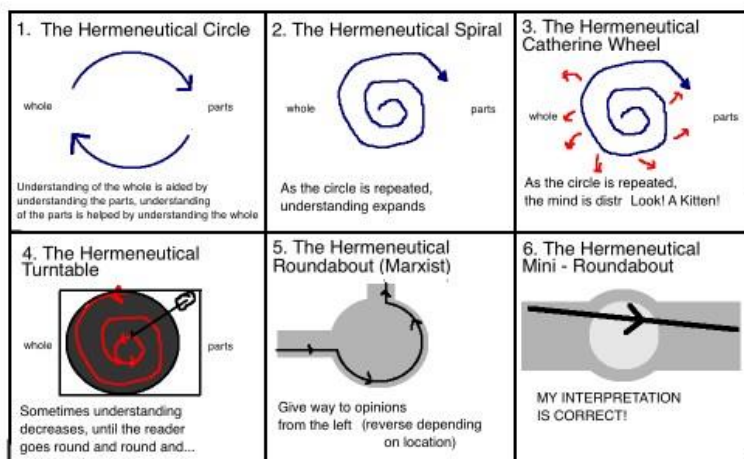 1. The Hermeneutical Circle
whole
parts
Understanding of the whole is aided by
understanding the parts, understanding
of the parts is helped by understanding the whole
2. The Hermeneutical Spiral
whole
parts
As the circle is repeated,
understanding expands
3. The Hermeneutical
Catherine Wheel
whole
parts
As the circle is repeated,
the mind is distr Look! A Kitten!
4. The Hermeneutical
Turntable
whole
parts
Sometimes understanding
decreases, until the reader
goes round and round and...
5. The Hermeneutical
Roundabout (Marxist)
Give way to opinions
from the left (reverse depending
on location)
6. The Hermeneutical
Mini - Roundabout
MY INTERPRETATION
IS CORRECT!